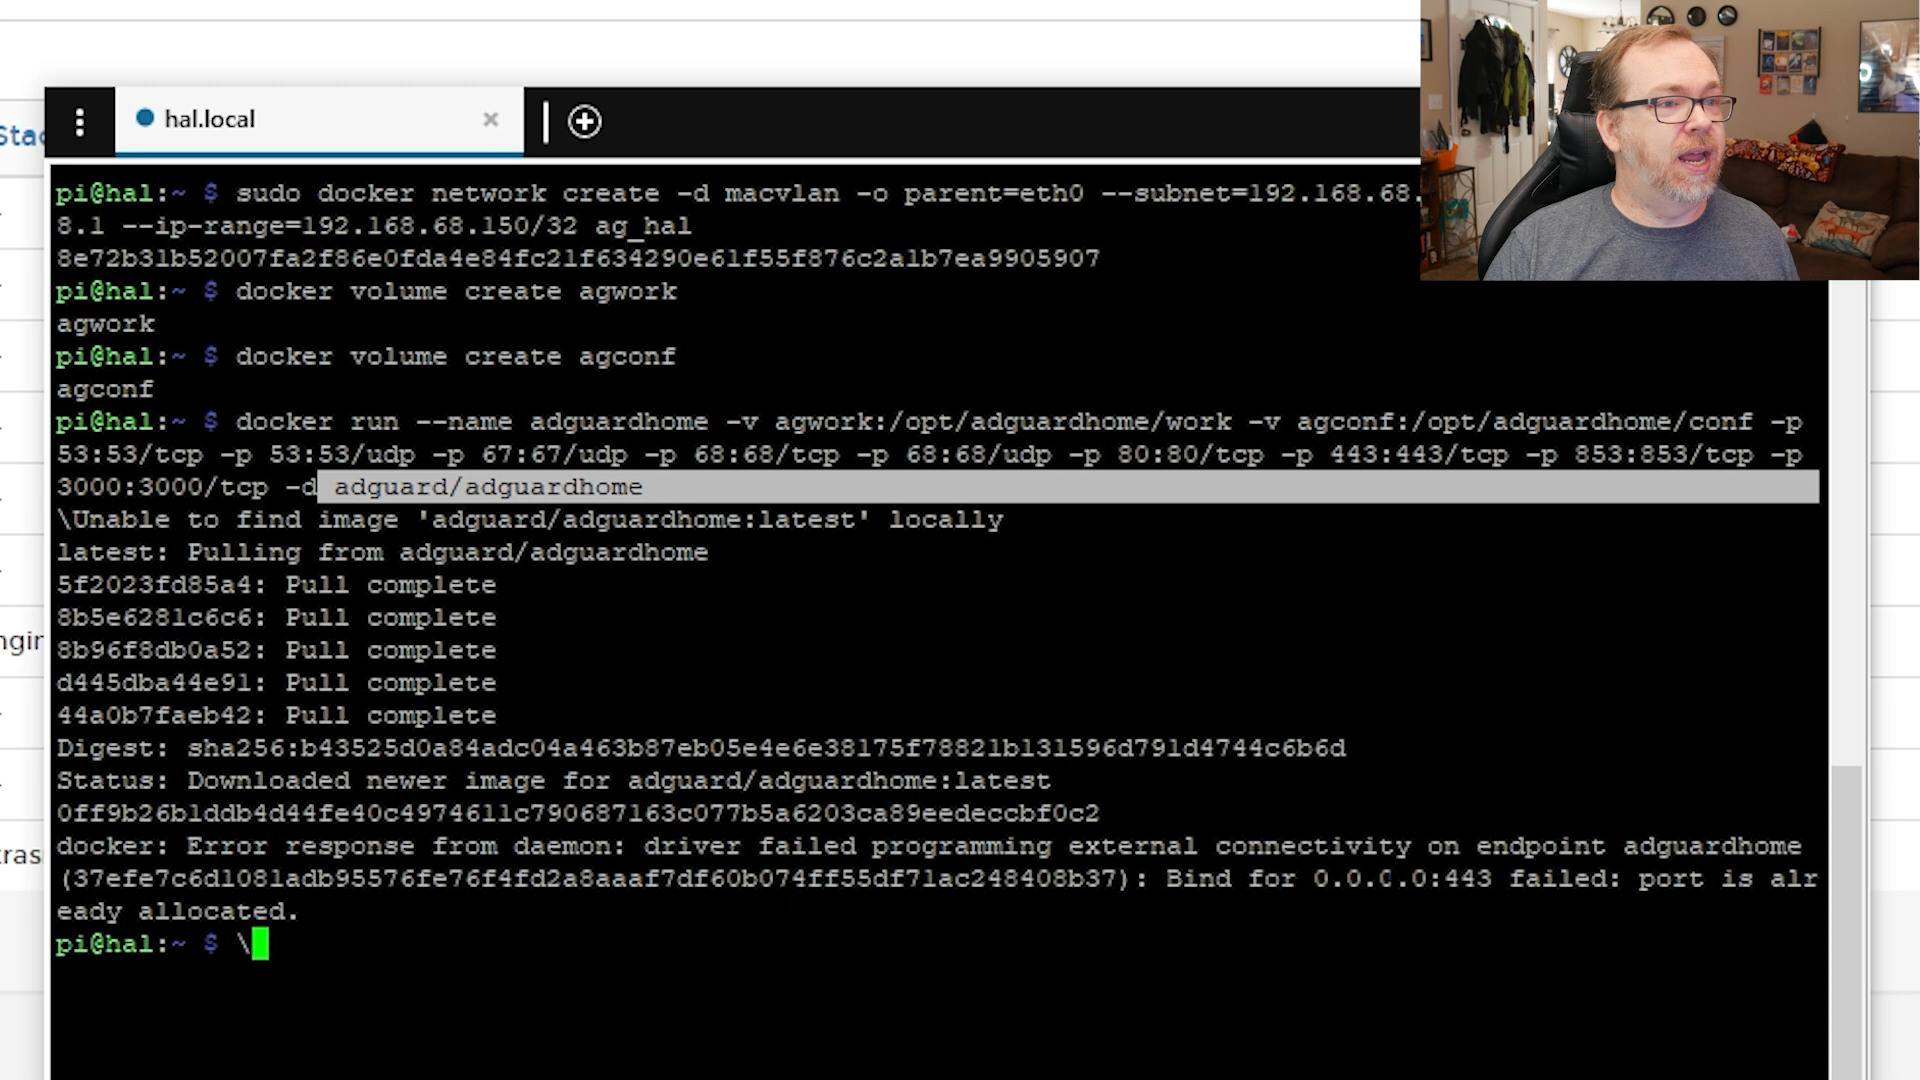 hal.local
pi@hal:~ $ sudo docker network create -d macvlan -o parent=eth0 --subnet=192.168.68.
8.1 --ip-range=192.168.68.150/32 ag_hal
8e72b31b52007fa2f86e0fda4e84fc21f634290e61f55f876c2a1b7ea9905907
pi@hal:~ $ docker volume create agwork
agwork
pi@hal:~ $ docker volume create agconf
agconf
pi@hal:~ $ docker run --name adguardhome -v agwork:/opt/adguardhome/work -v agconf:/opt/adguardhome/conf -p
53:53/tcp -p 53:53/udp -p 67:67/udp -p 68:68/tcp -p 68:68/udp -p 80:80/tcp -p 443:443/tcp -p 853:853/tcp -p
3000:3000/tcp -d adguard/adguardhome
\Unable to find image 'adguard/adguardhome:latest' locally
latest: Pulling from adguard/adguardhome
5f2023fd85a4: Pull complete
8b5e6281c6c6: Pull complete
8b96f8db0a52: Pull complete
d445dba44e91: Pull complete
44a0b7faeb42: Pull complete
Digest: sha256:b43525d0a84adc04a463b87eb05e4e6e38175f78821b131596d791d4744c6b6d
Status: Downloaded newer image for adguard/adguardhome:latest
0ff9b26b1ddb4d44fe40c4974611c790687163c077b5a6203ca89eedeccbf0c2
docker: Error response from daemon: driver failed programming external connectivity on endpoint adguardhome
(37efe7c6d1081adb95576fe76f4fd2a8aaaf7df60b074ff55df71ac248408b37): Bind for 0.0.0.0:443 failed: port is alr
eady allocated.
pi@hal:~ $ \